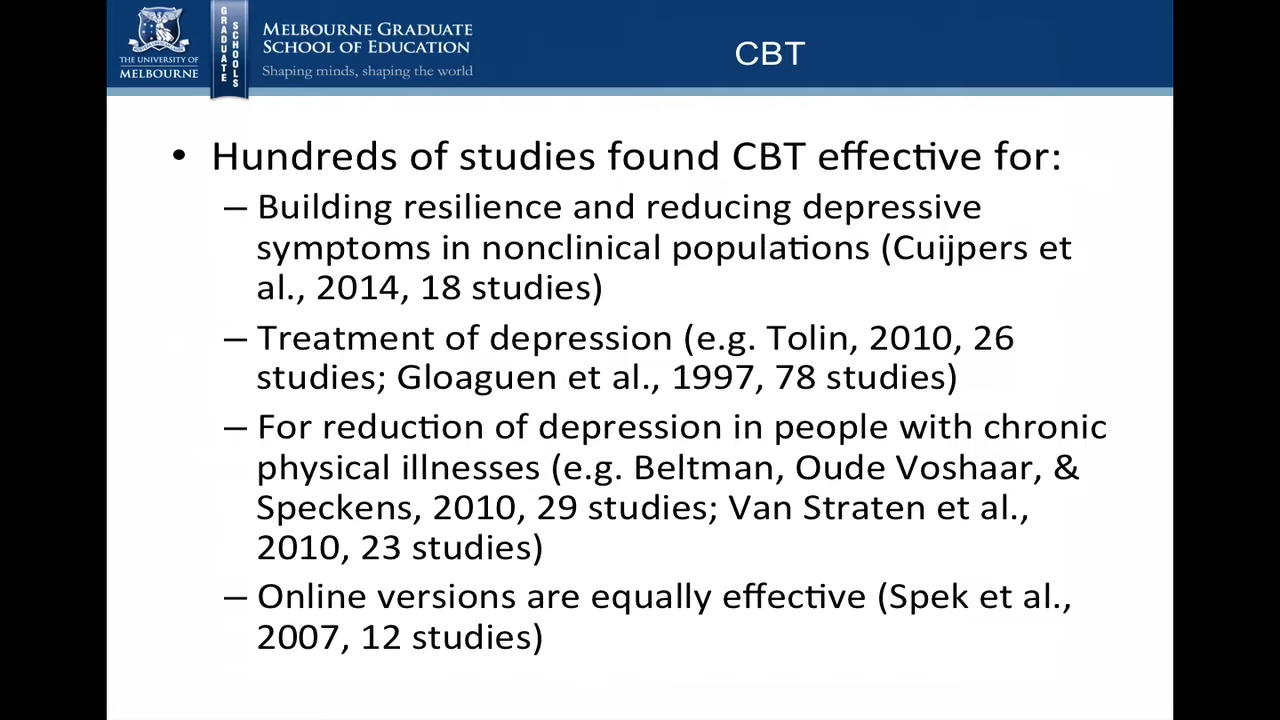 THE UNIVERSITY OF
MELBOURNE
GRADUATE
SCHOOLS
MELBOURNE GRADUATE
SCHOOL OF EDUCATION
Shaping minds, shaping the world
CBT
• Hundreds of studies found CBT effective for:
– Building resilience and reducing depressive
symptoms in nonclinical populations (Cuijpers et
al., 2014, 18 studies)
– Treatment of depression (e.g. Tolin, 2010, 26
studies; Gloaguen et al., 1997, 78 studies)
– For reduction of depression in people with chronic
physical illnesses (e.g. Beltman, Oude Voshaar, &
Speckens, 2010, 29 studies; Van Straten et al.,
2010, 23 studies)
– Online versions are equally effective (Spek et al.,
2007, 12 studies)